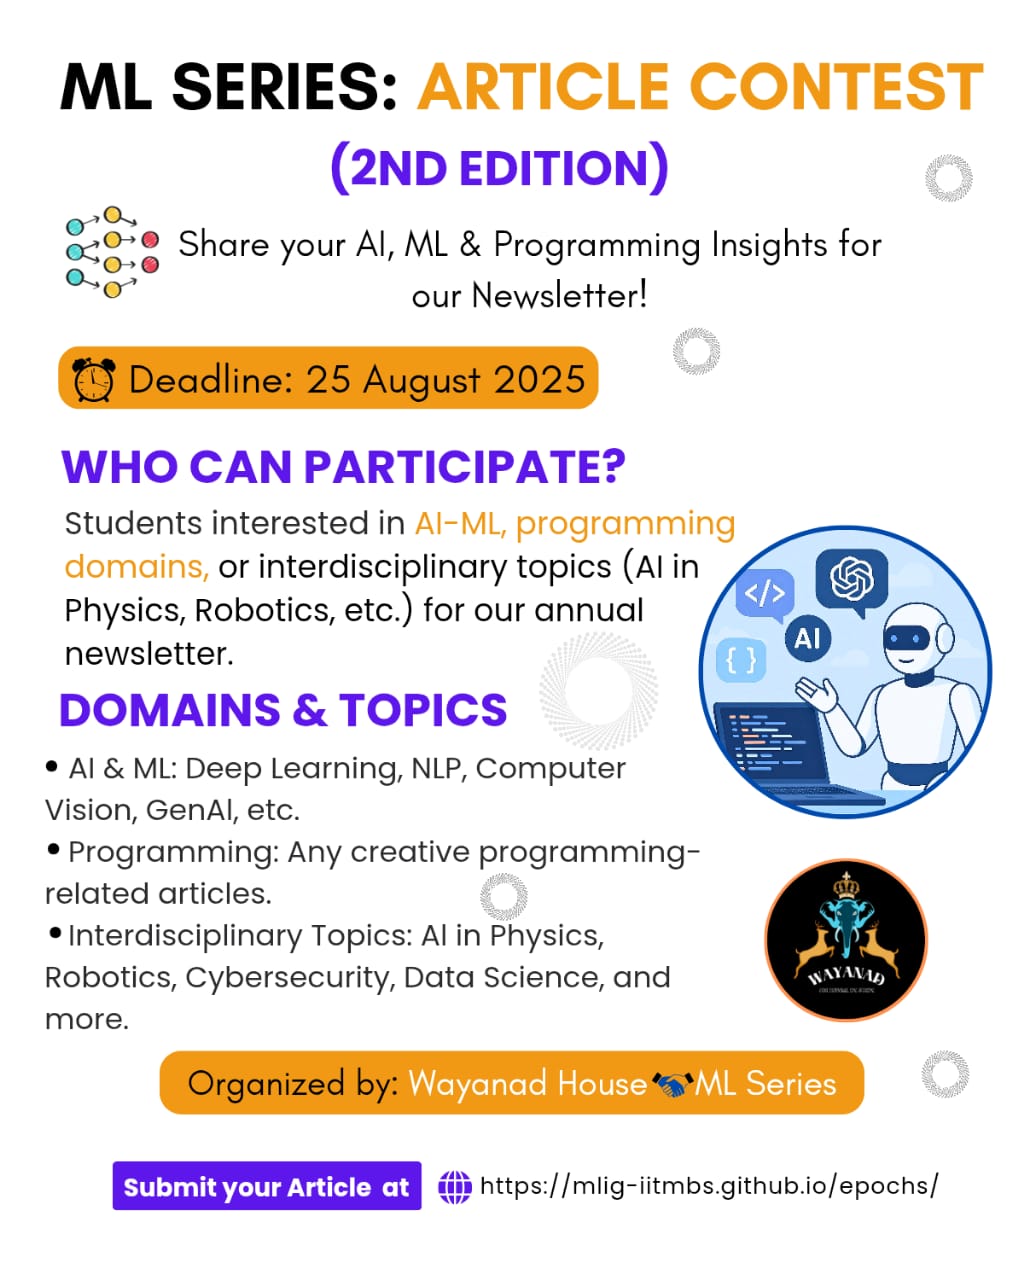 ML SERIES: ARTICLE CONTEST
(2ND EDITION)
Share your AI, ML & Programming Insights for
our Newsletter!
Deadline: 25 August 2025
WHO CAN PARTICIPATE?
Students interested in AI-ML, programming
domains, or interdisciplinary topics (AI in
Physics, Robotics, etc.) for our annual
newsletter.
</>
AI
{ }
DOMAINS & TOPICS
• AI & ML: Deep Learning, NLP, Computer
Vision, GenAI, etc.
• Programming: Any creative programming-
related articles.
• Interdisciplinary Topics: AI in Physics,
Robotics, Cybersecurity, Data Science, and
more.
WAYANAD
Organized by: Wayanad House ML Series
Submit your Article at https://mlig-iitmbs.github.io/epochs/